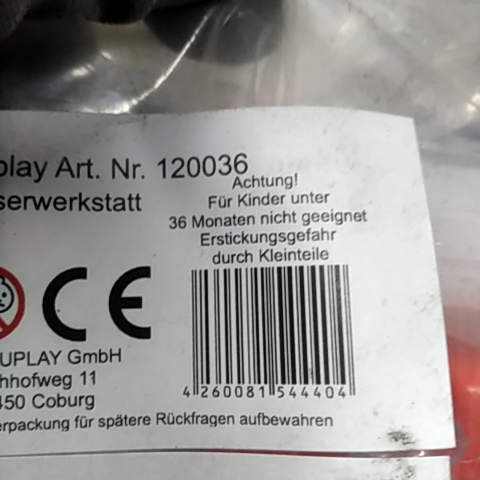 play Art. Nr. 120036
serwerkstatt
Achtung!
Für Kinder unter
36 Monaten nicht geeignet
Erstickungsgefahr
durch Kleinteile
CE
UPLAY GmbH
hhofweg 11
450 Coburg
4 260081 544404
erpackung für spätere Rückfragen aufbewahren